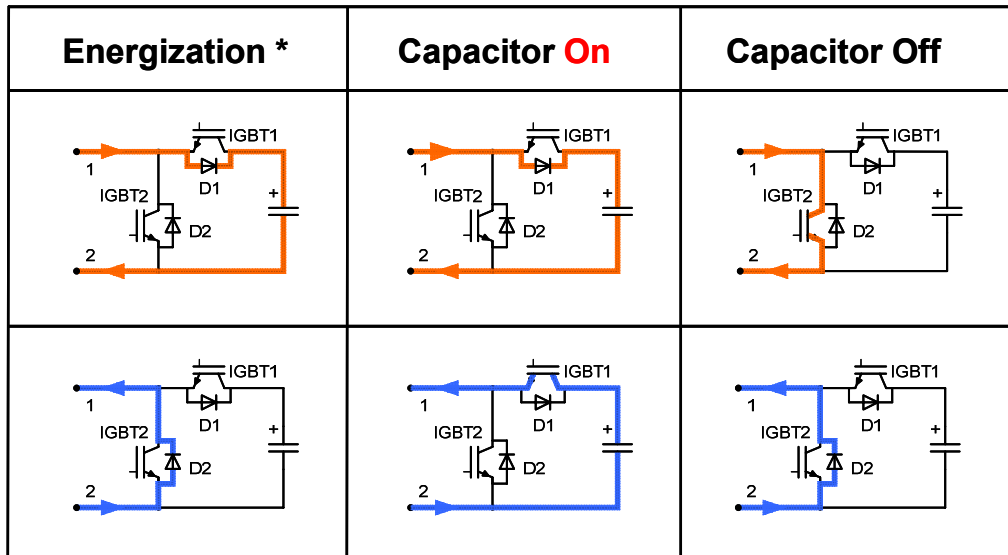 Energization *
Capacitor On
Capacitor Off
IGBT1
1
D1
IGBT2
+
D2
2
IGBT1
1
D1
IGBT2
+
D2
2
IGBT1
1
D1
IGBT2
+
D2
2
IGBT1
1
D1
IGBT2
+
D2
2
IGBT1
1
D1
IGBT2
+
D2
2
IGBT1
1
D1
IGBT2
+
D2
2